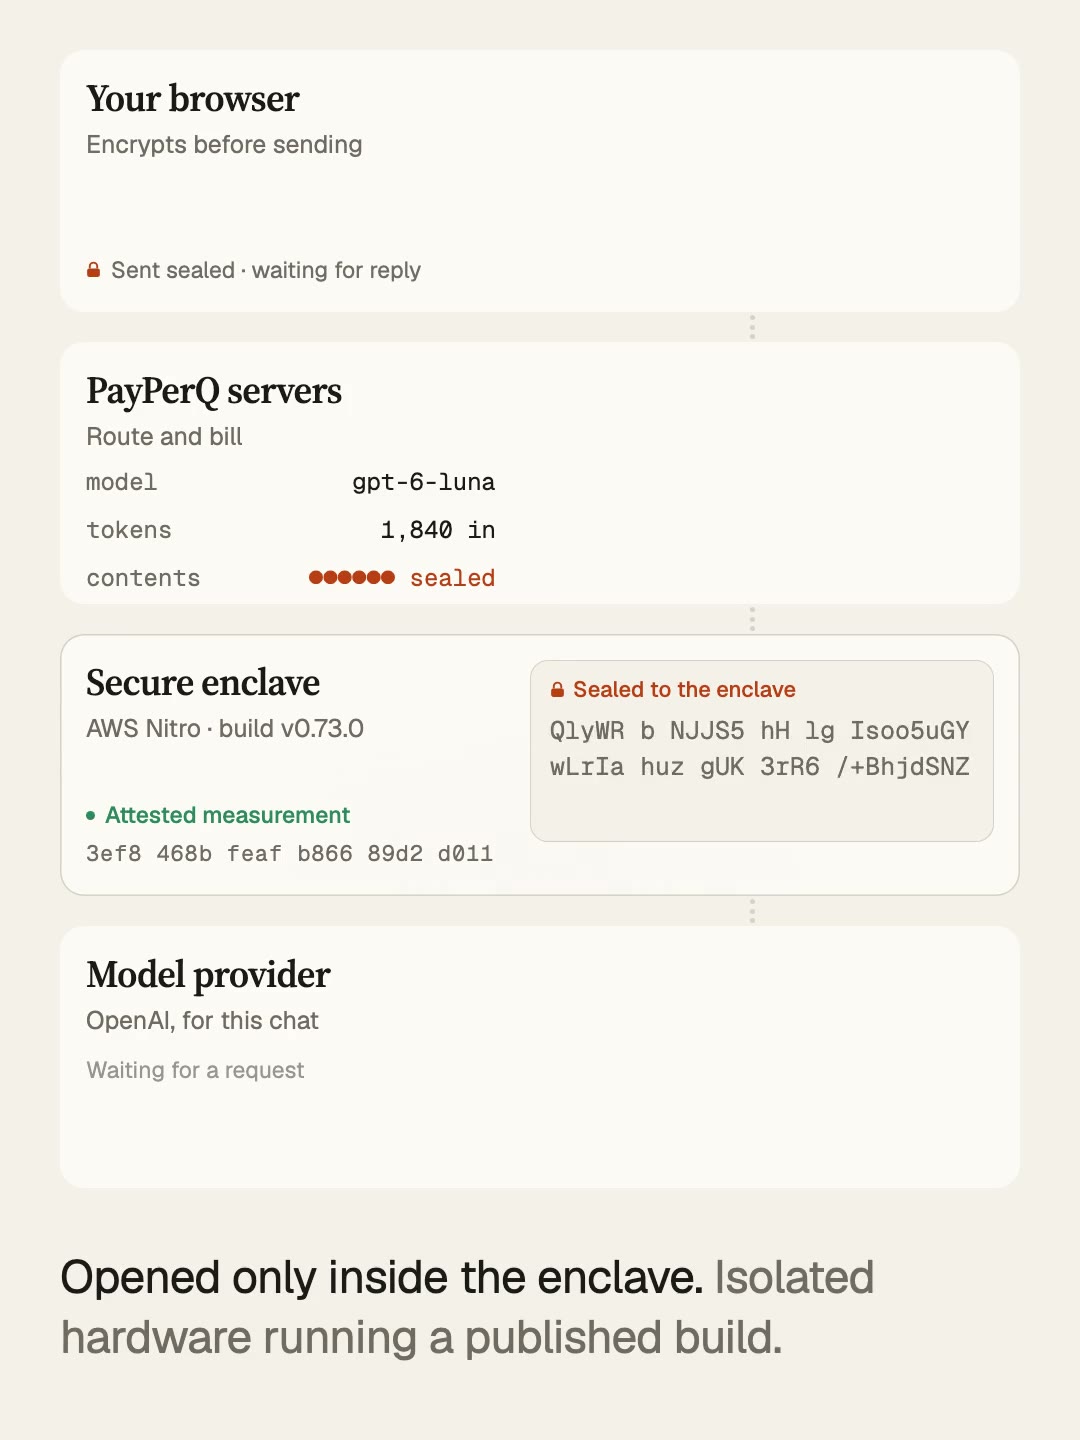 Your browser
Encrypts before sending
Sent sealed · waiting for reply
PayPerQ servers
Route and bill
model gpt-6-luna
tokens 1,840 in
contents ●●●●●● sealed
Secure enclave
AWS Nitro · build v0.73.0
Attested measurement
3ef8 468b feaf b866 89d2 d011
Sealed to the enclave
QlyWR b NJJS5 hH lg Isoo5uGY
wLrIa huz gUK 3rR6 /+BhjdSNZ
Model provider
OpenAI, for this chat
Waiting for a request
Opened only inside the enclave. Isolated
hardware running a published build.